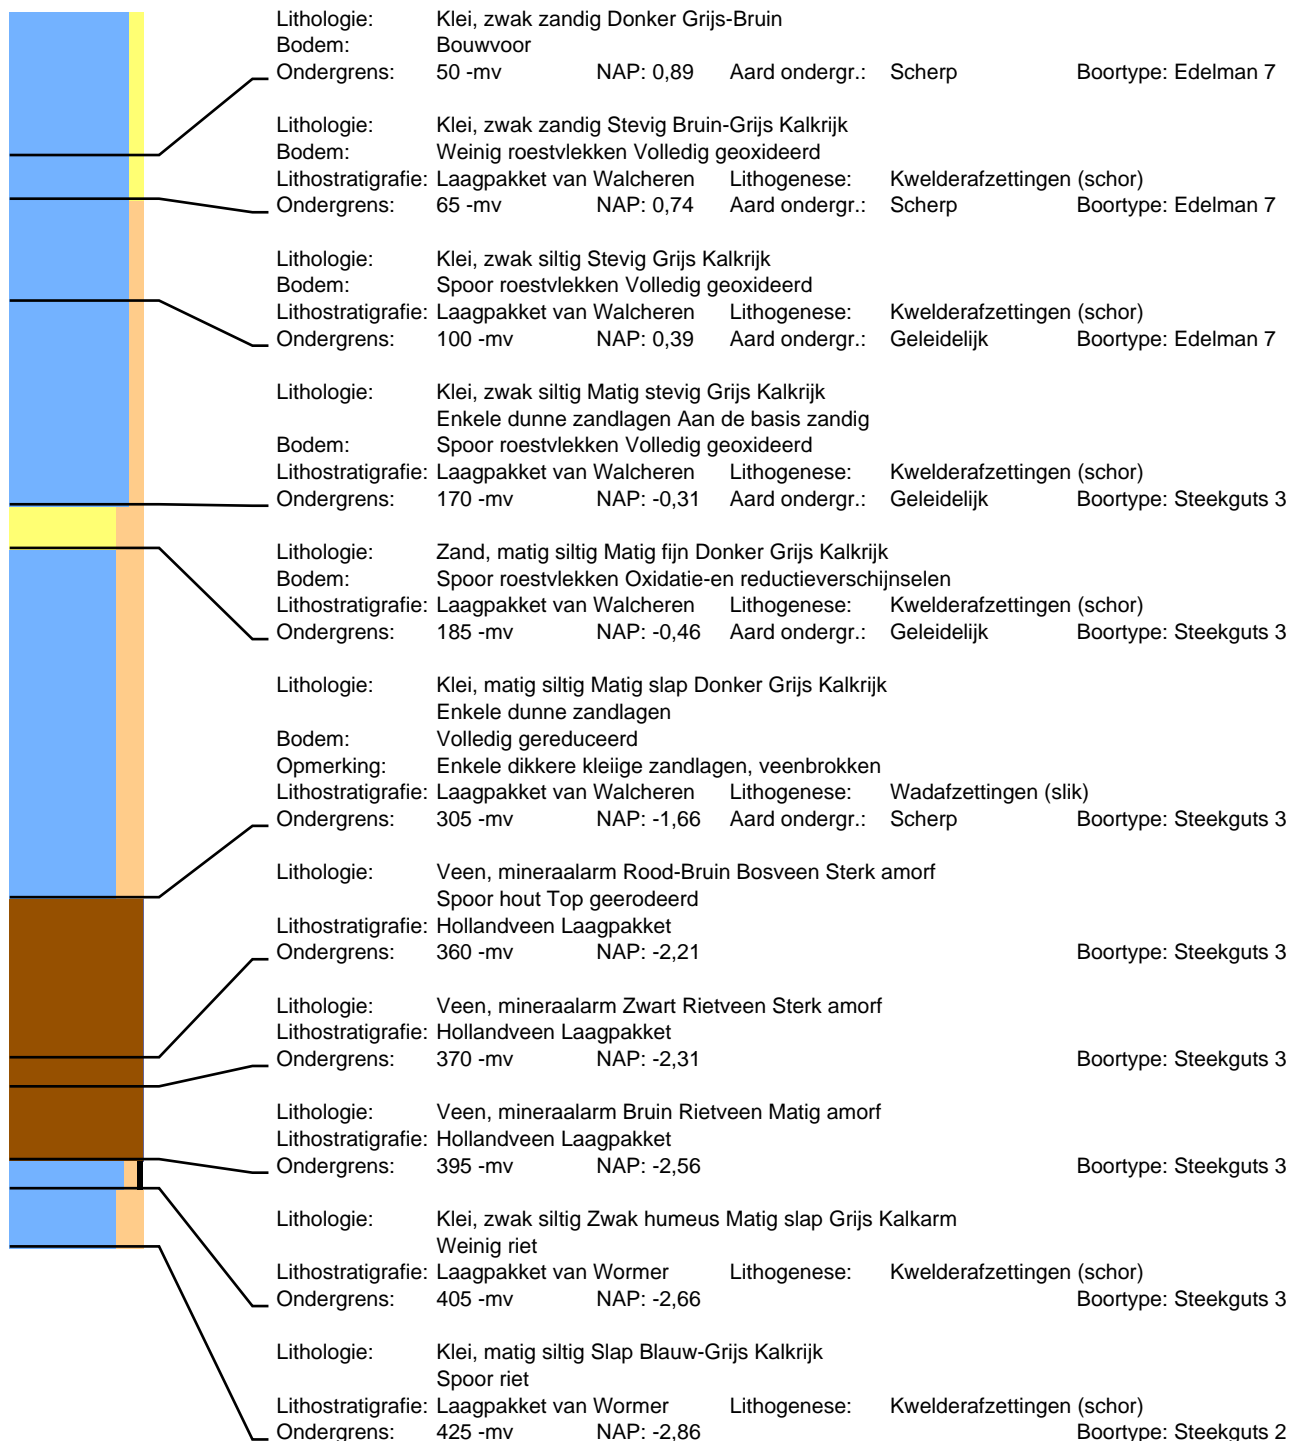 Lithologie: Klei, zwak zandig Donker Grijs-Bruin
Bodem: Bouwvoor
Ondergrens: 50 -mv NAP: 0,89 Aard ondergr.: Scherp Boortype: Edelman 7
Lithologie: Klei, zwak zandig Stevig Bruin-Grijs Kalkrijk
Bodem: Weinig roestvlekken Volledig geoxideerd
Lithostratigrafie: Laagpakket van Walcheren Lithogenese: Kwelderafzettingen (schor)
Ondergrens: 65 -mv NAP: 0,74 Aard ondergr.: Scherp Boortype: Edelman 7
Lithologie: Klei, zwak siltig Stevig Grijs Kalkrijk
Bodem: Spoor roestvlekken Volledig geoxideerd
Lithostratigrafie: Laagpakket van Walcheren Lithogenese: Kwelderafzettingen (schor)
Ondergrens: 100 -mv NAP: 0,39 Aard ondergr.: Geleidelijk Boortype: Edelman 7
Lithologie: Klei, zwak siltig Matig stevig Grijs Kalkrijk
Enkele dunne zandlagen Aan de basis zandig
Bodem: Spoor roestvlekken Volledig geoxideerd
Lithostratigrafie: Laagpakket van Walcheren Lithogenese: Kwelderafzettingen (schor)
Ondergrens: 170 -mv NAP: -0,31 Aard ondergr.: Geleidelijk Boortype: Steekguts 3
Lithologie: Zand, matig siltig Matig fijn Donker Grijs Kalkrijk
Bodem: Spoor roestvlekken Oxidatie-en reductieverschijnselen
Lithostratigrafie: Laagpakket van Walcheren Lithogenese: Kwelderafzettingen (schor)
Ondergrens: 185 -mv NAP: -0,46 Aard ondergr.: Geleidelijk Boortype: Steekguts 3
Lithologie: Klei, matig siltig Matig slap Donker Grijs Kalkrijk
Enkele dunne zandlagen
Bodem: Volledig gereduceerd
Opmerking: Enkele dikkere kleiige zandlagen, veenbrokken
Lithostratigrafie: Laagpakket van Walcheren Lithogenese: Wadafzettingen (slik)
Ondergrens: 305 -mv NAP: -1,66 Aard ondergr.: Scherp Boortype: Steekguts 3
Lithologie: Veen, mineraalarm Rood-Bruin Bosveen Sterk amorf
Spoor hout Top geerodeerd
Lithostratigrafie: Hollandveen Laagpakket
Ondergrens: 360 -mv NAP: -2,21 Boortype: Steekguts 3
Lithologie: Veen, mineraalarm Zwart Rietveen Sterk amorf
Lithostratigrafie: Hollandveen Laagpakket
Ondergrens: 370 -mv NAP: -2,31 Boortype: Steekguts 3
Lithologie: Veen, mineraalarm Bruin Rietveen Matig amorf
Lithostratigrafie: Hollandveen Laagpakket
Ondergrens: 395 -mv NAP: -2,56 Boortype: Steekguts 3
Lithologie: Klei, zwak siltig Zwak humeus Matig slap Grijs Kalkarm
Weinig riet
Lithostratigrafie: Laagpakket van Wormer Lithogenese: Kwelderafzettingen (schor)
Ondergrens: 405 -mv NAP: -2,66 Boortype: Steekguts 3
Lithologie: Klei, matig siltig Slap Blauw-Grijs Kalkrijk
Spoor riet
Lithostratigrafie: Laagpakket van Wormer Lithogenese: Kwelderafzettingen (schor)
Ondergrens: 425 -mv NAP: -2,86 Boortype: Steekguts 2